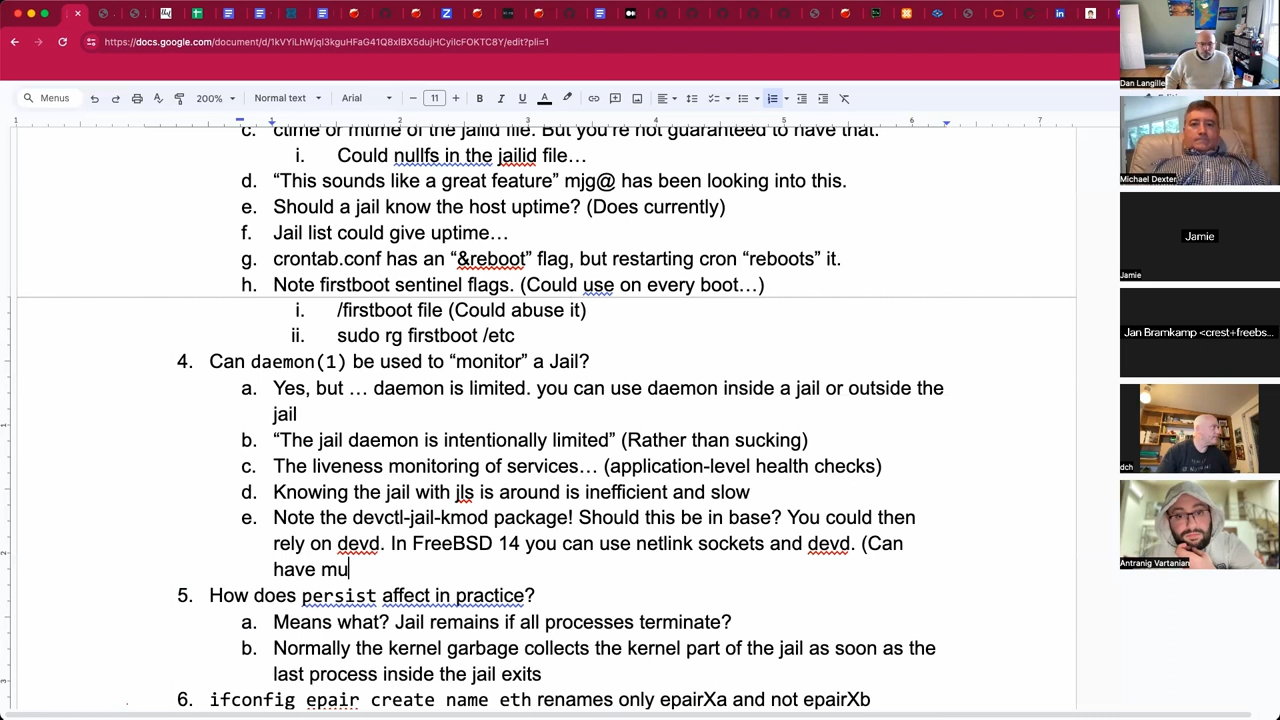 https://docs.google.com/document/d/1kVYiLhWjql3kguHFaG41Q8xlBX5dujHCyiIcFOKTC8Y/edit?pli=1
Menus 200% Normal text Arial 11
1 1 2 3 4 5 6 7
c. ctime or mtime of the jailid file. But you're not guaranteed to have that.
i. Could nullfs in the jailid file…
d. “This sounds like a great feature” mjg@ has been looking into this.
e. Should a jail know the host uptime? (Does currently)
f. Jail list could give uptime…
g. crontab.conf has an “&reboot” flag, but restarting cron “reboots” it.
h. Note firstboot sentinel flags. (Could use on every boot…)
i. /firstboot file (Could abuse it)
ii. sudo rg firstboot /etc
4. Can daemon(1) be used to “monitor” a Jail?
a. Yes, but … daemon is limited. you can use daemon inside a jail or outside the
jail
b. “The jail daemon is intentionally limited” (Rather than sucking)
c. The liveness monitoring of services… (application-level health checks)
d. Knowing the jail with jls is around is inefficient and slow
e. Note the devctl-jail-kmod package! Should this be in base? You could then
rely on devd. In FreeBSD 14 you can use netlink sockets and devd. (Can
have mu
5. How does persist affect in practice?
a. Means what? Jail remains if all processes terminate?
b. Normally the kernel garbage collects the kernel part of the jail as soon as the
last process inside the jail exits
6. ifconfig epair create name eth renames only epairXa and not epairXb
Dan Langille
Michael Dexter
Jamie
Jamie
Jan Bramkamp <crest+freebs...
dch
Antranig Vartanian